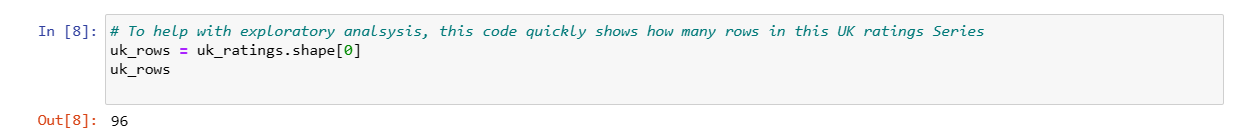 In [8]: # To help with exploratory analsysis, this code quickly shows how many rows in this UK ratings Series
uk_rows = uk_ratings.shape[0]
uk_rows
Out[8]: 96